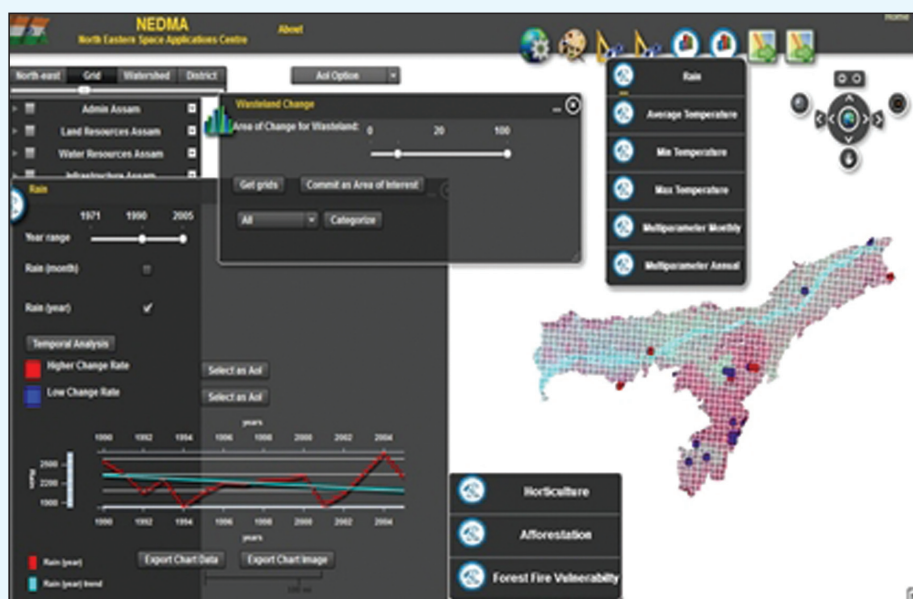 NEDMA
North Eastern Space Applications Centre
About
Home
North-east Grid Watershed District
AoI Option
Admin Assam
Land Resources Assam
Water Resources Assam
Infrastructure Assam
Wasteland Change
Area of Change for Wasteland:
0 20 100
Get grids Commit as Area of Interest
All Categorize
Rain
Average Temperature
Min Temperature
Max Temperature
Multiparameter Monthly
Multiparameter Annual
Rain
1971 1990 2005
Year range
Rain (month)
Rain (year)
Temporal Analysis
Higher Change Rate Select as AoI
Low Change Rate Select as AoI
years
1990 1992 1994 1996 1998 2000 2002 2004
2500
2200
1900
Rain
1990 1992 1994 1996 1998 2000 2002 2004
years
Rain (year)
Export Chart Data Export Chart Image
Rain (year) trend
Horticulture
Afforestation
Forest Fire Vulnerabilty